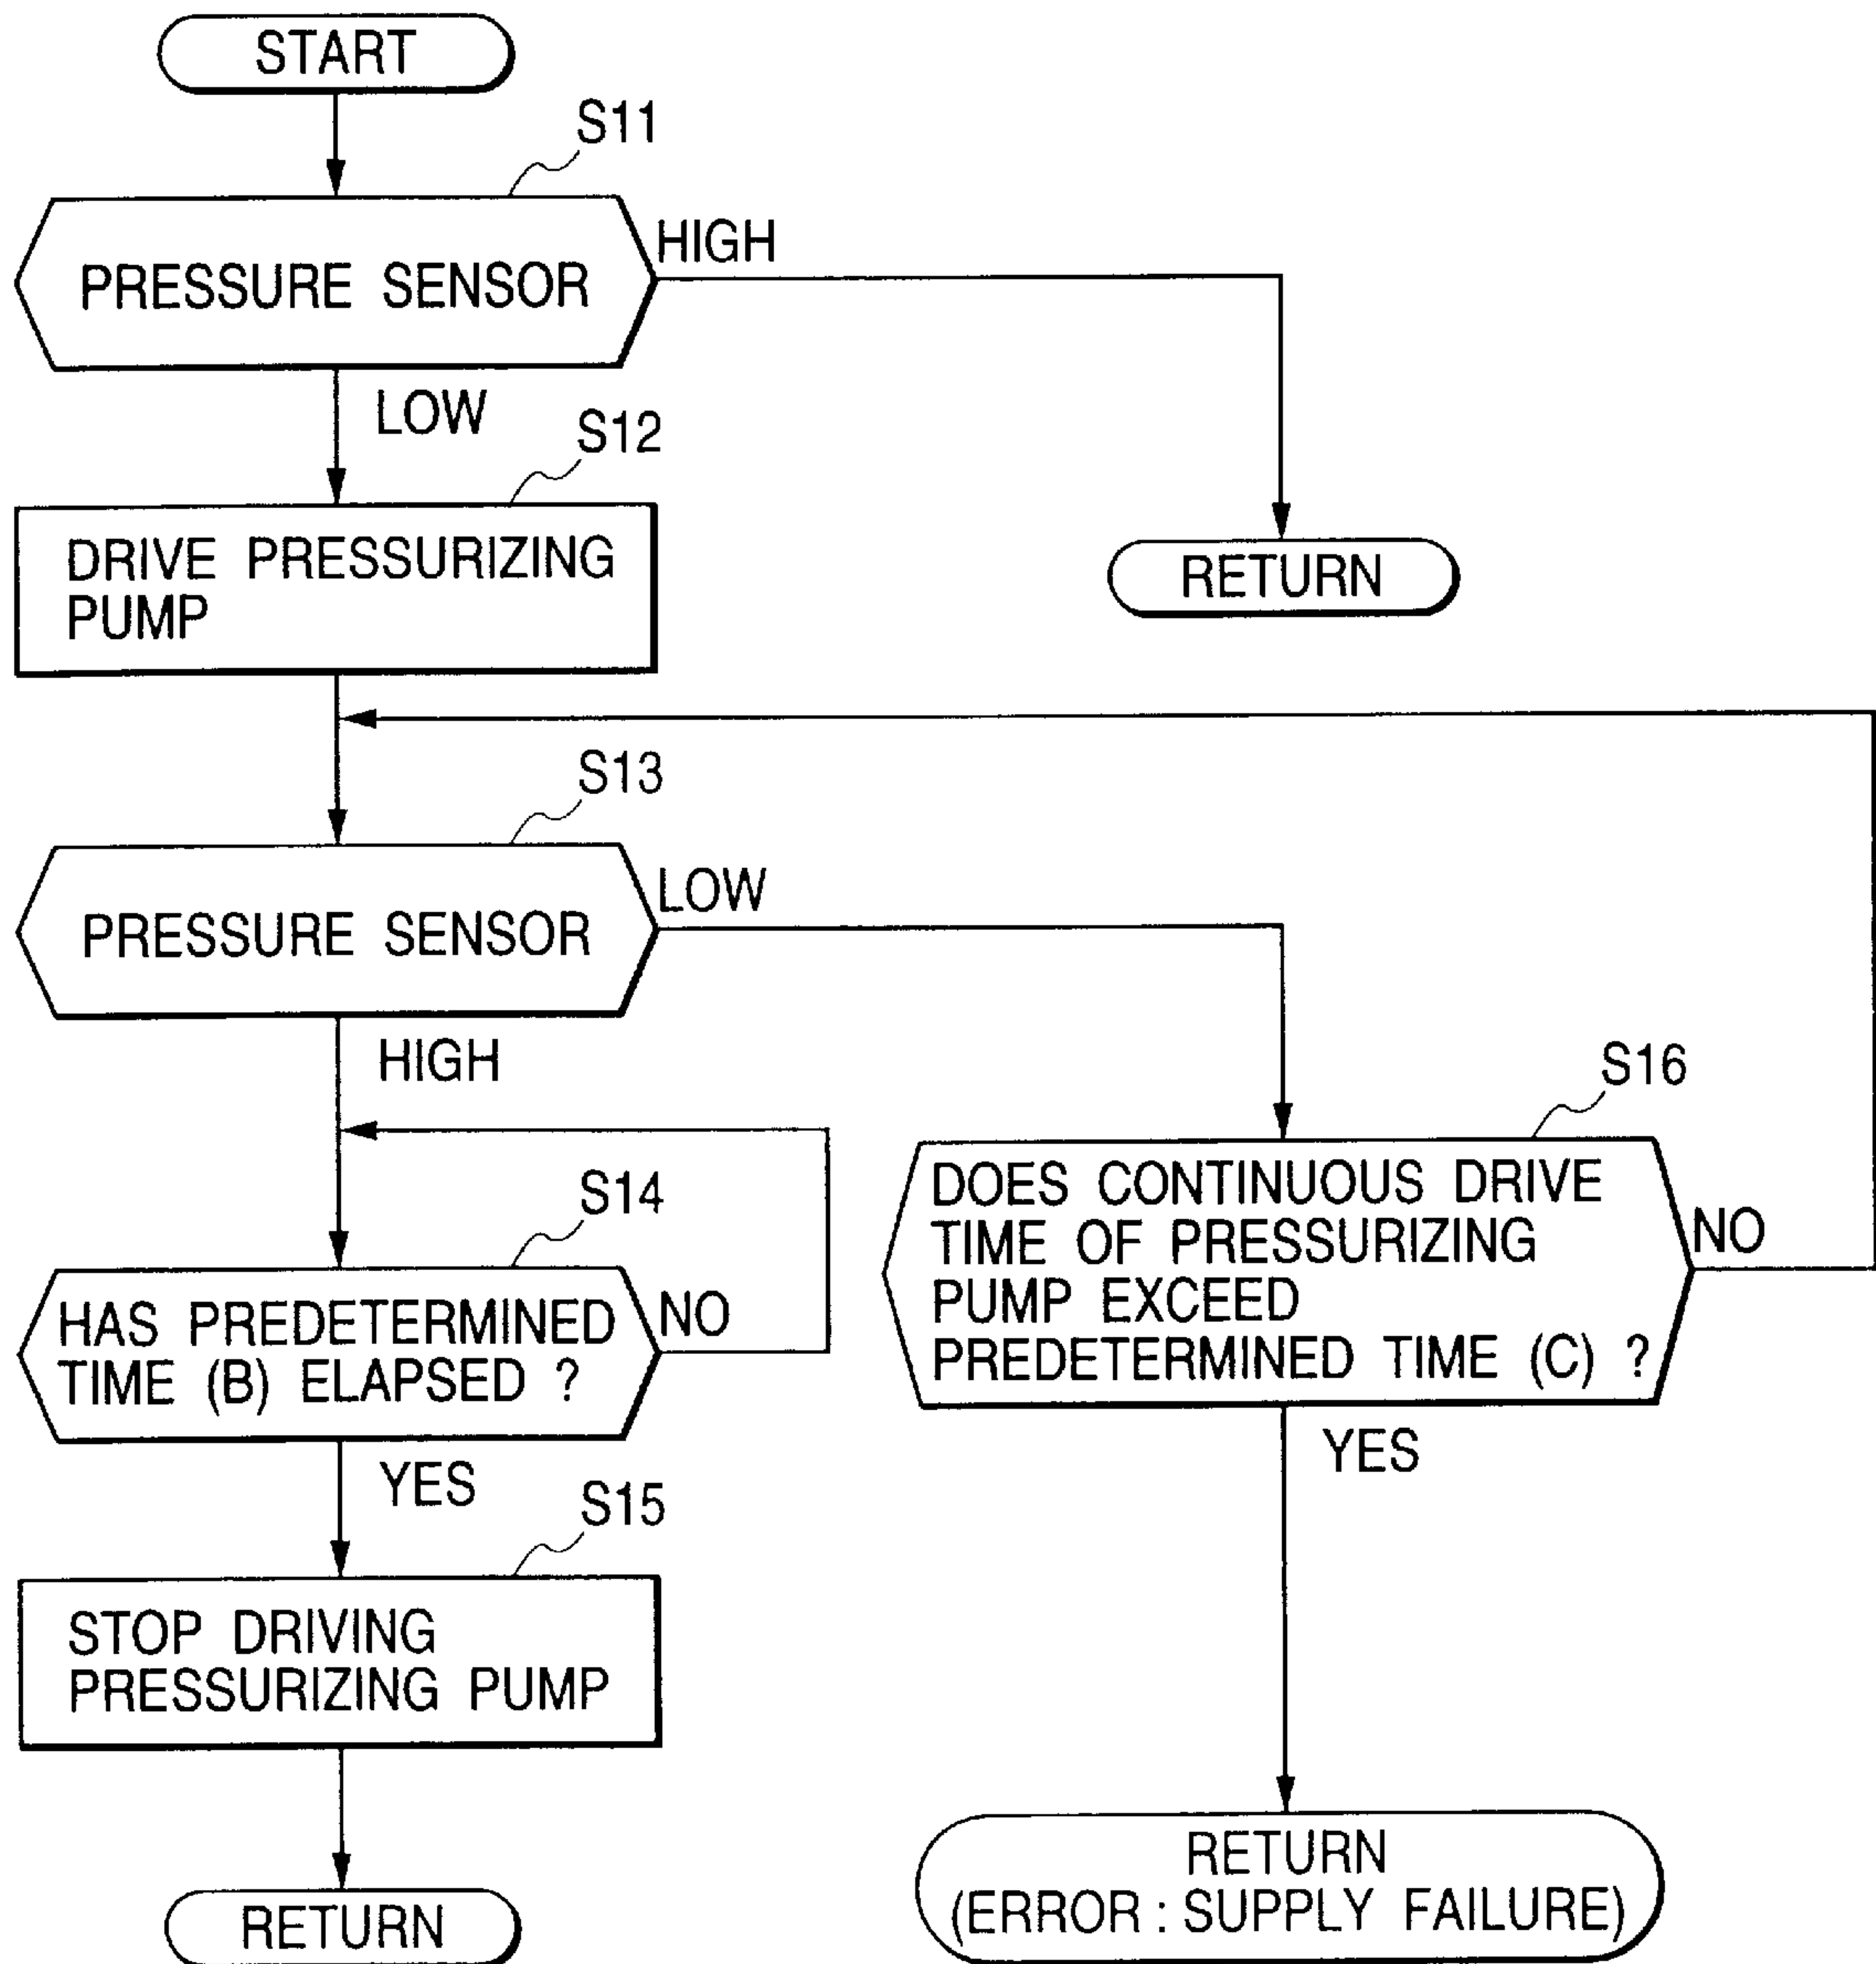 START
S11
PRESSURE SENSOR
HIGH
LOW
S12
DRIVE PRESSURIZING
PUMP
RETURN
S13
PRESSURE SENSOR
LOW
HIGH
S16
DOES CONTINUOUS DRIVE
TIME OF PRESSURIZING
PUMP EXCEED
PREDETERMINED TIME (C) ?
NO
S14
HAS PREDETERMINED
TIME (B) ELAPSED ?
NO
YES
YES
S15
STOP DRIVING
PRESSURIZING PUMP
RETURN
RETURN
(ERROR : SUPPLY FAILURE)